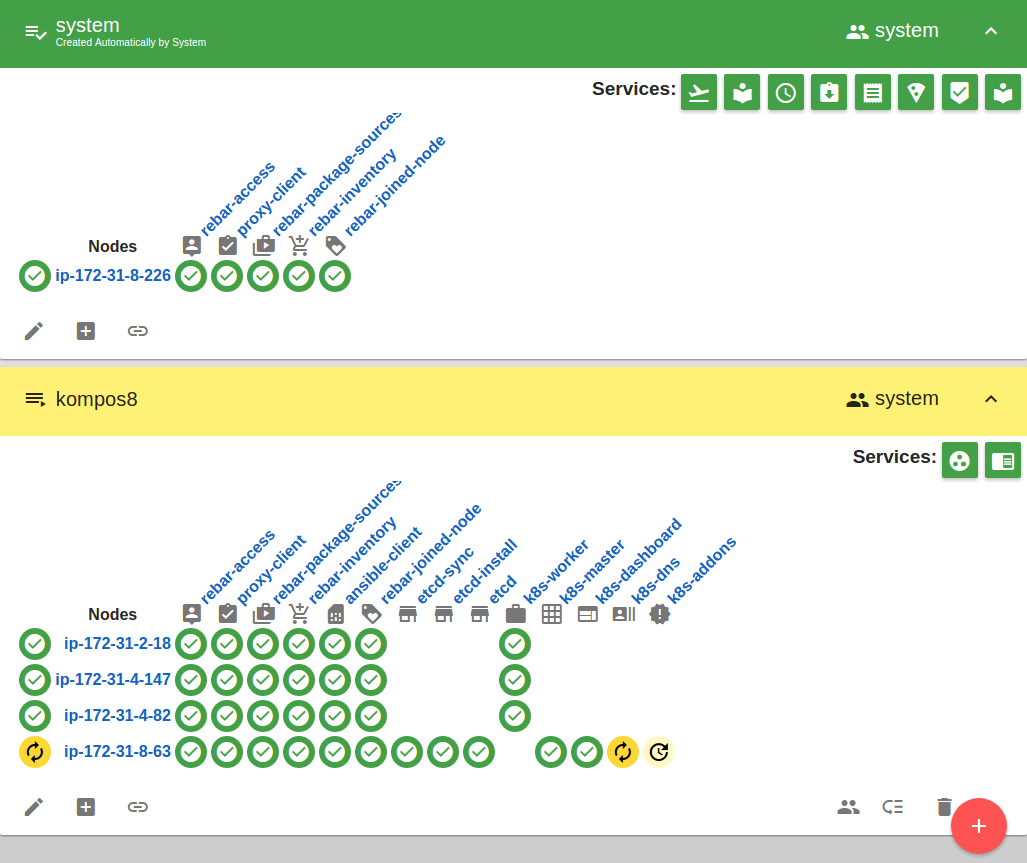 system
Created Automatically by System
system
Services:
rebar-access
proxy-client
rebar-package-sources
rebar-inventory
rebar-joined-node
Nodes
ip-172-31-8-226
kompos8
system
Services:
rebar-access
proxy-client
rebar-package-sources
rebar-inventory
ansible-client
rebar-joined-node
etcd-sync
etcd-install
etcd
k8s-worker
k8s-master
k8s-dashboard
k8s-dns
k8s-addons
Nodes
ip-172-31-2-18
ip-172-31-4-147
ip-172-31-4-82
ip-172-31-8-63